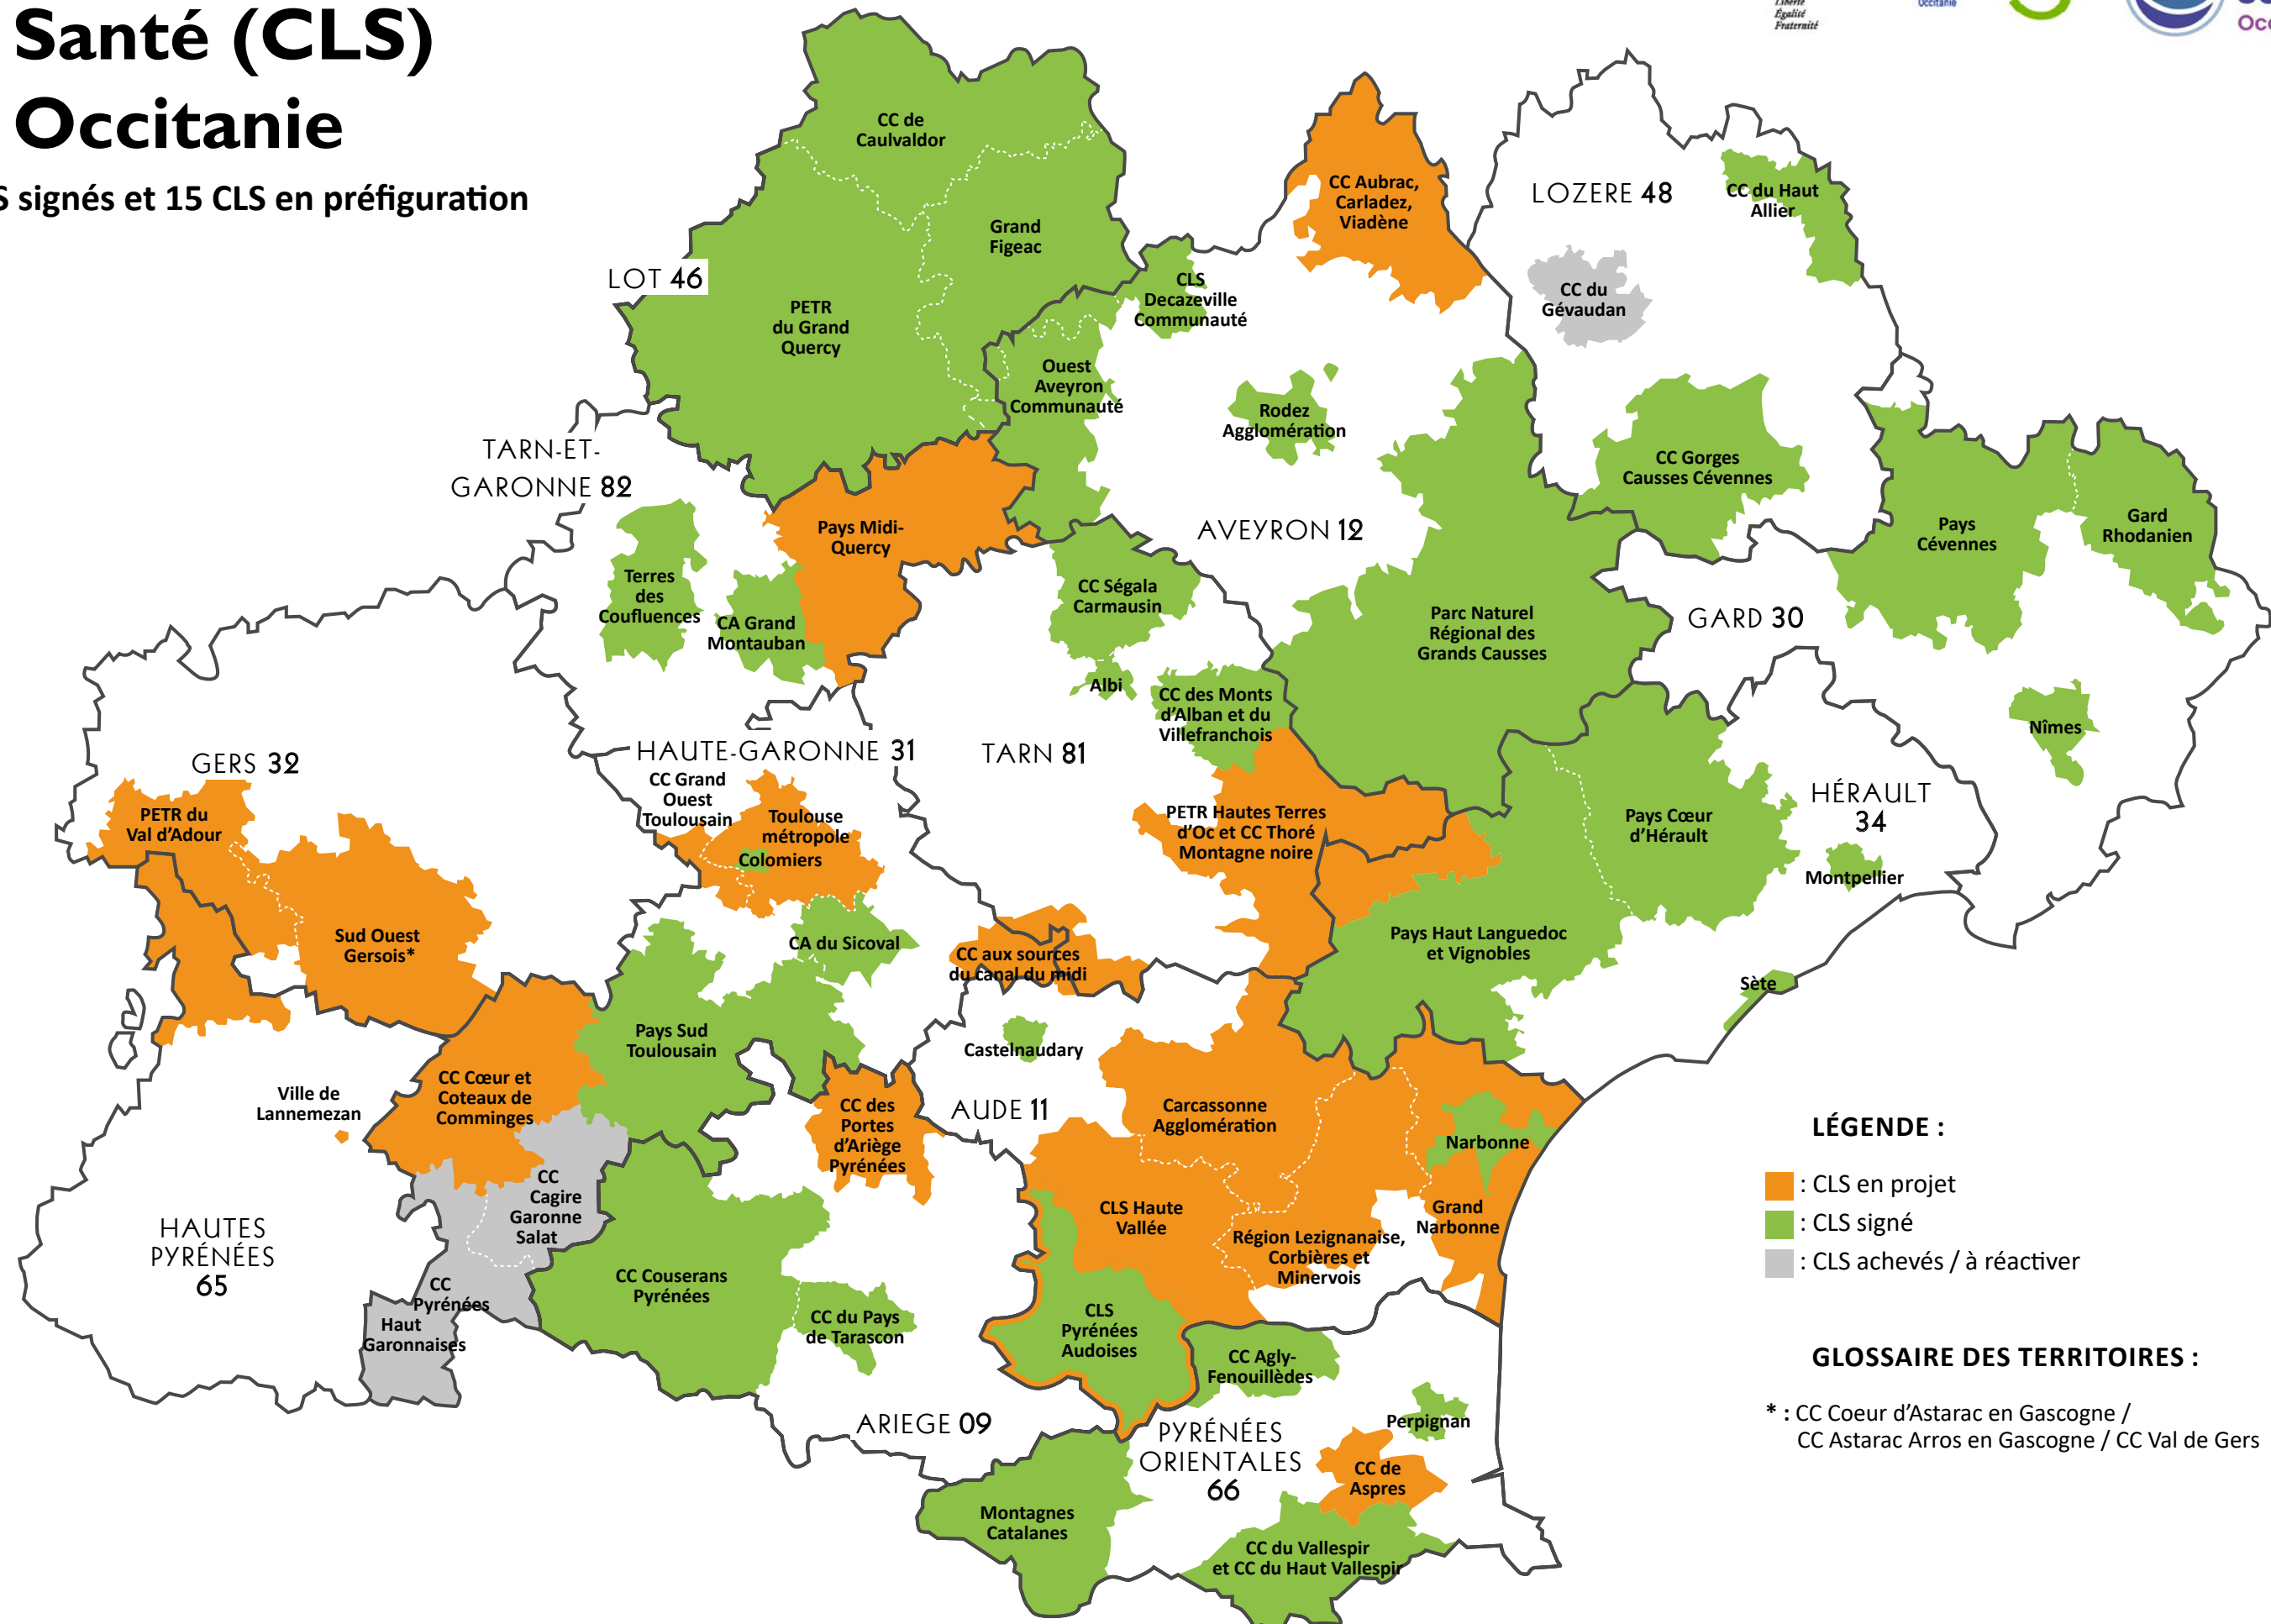 Santé (CLS)
Occitanie
S signés et 15 CLS en préfiguration
Liberté
Égalité
Fraternité
Occitanie
CC de
Caulvaldor
Grand
Figeac
LOT 46
PETR
du Grand
Quercy
CLS
Decazeville
Communauté
CC Aubrac,
Carladez,
Viadène
LOZERE 48
CC du Haut
Allier
CC du
Gévaudan
Ouest
Aveyron
Communauté
Rodez
Agglomération
TARN-ET-
GARONNE 82
CC Gorges
Causses Cévennes
Pays Midi-
Quercy
AVEYRON 12
Pays
Cévennes
Gard
Rhodanien
Terres
des
Coufluences
CA Grand
Montauban
CC Ségala
Carmausin
Parc Naturel
Régional des
Grands Causses
GARD 30
Albi
CC des Monts
d'Alban et du
Villefranchois
Nîmes
GERS 32
HAUTE-GARONNE 31
TARN 81
CC Grand
Ouest
Toulousain
Toulouse
métropole
Colomiers
PETR du
Val d'Adour
PETR Hautes Terres
d'Oc et CC Thoré
Montagne noire
Pays Cœur
d'Hérault
HÉRAULT
34
Montpellier
Sud Ouest
Gersois*
CA du Sicoval
CC aux sources
du canal du midi
Pays Haut Languedoc
et Vignobles
Sète
Pays Sud
Toulousain
Castelnaudary
Ville de
Lannemezan
CC Cœur et
Coteaux de
Comminges
CC des
Portes
d'Ariège
Pyrénées
AUDE 11
Carcassonne
Agglomération
Narbonne
CC
Cagire
Garonne
Salat
CLS Haute
Vallée
Région Lezignanaise,
Corbières et
Minervois
Grand
Narbonne
HAUTES
PYRÉNÉES
65
CC
Pyrénées
Haut
Garonnaises
CC Couserans
Pyrénées
CC du Pays
de Tarascon
CLS
Pyrénées
Audoises
CC Agly-
Fenouillèdes
ARIEGE 09
PYRÉNÉES
ORIENTALES
66
Perpignan
CC de
Aspres
Montagnes
Catalanes
CC du Vallespir
et CC du Haut Vallespir
LÉGENDE :
: CLS en projet
: CLS signé
: CLS achevés / à réactiver
GLOSSAIRE DES TERRITOIRES :
* : CC Coeur d'Astarac en Gascogne /
CC Astarac Arros en Gascogne / CC Val de Gers